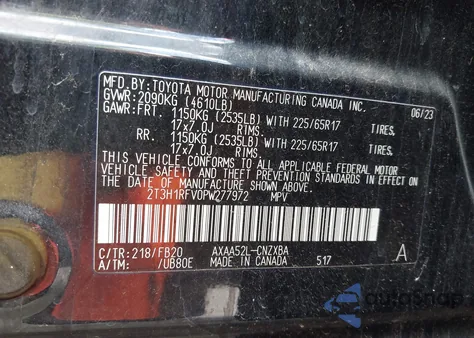 MFD. BY: TOYOTA MOTOR MANUFACTURING CANADA INC.
GVWR: 2090KG (4610LB) 06/23
GAWR: FRT. 1150KG (2535LB) WITH 225/65R17 TIRES,
17x7.0J RIMS.
RR. 1150KG (2535LB) WITH 225/65R17 TIRES,
17x7.0J RIMS.
THIS VEHICLE CONFORMS TO ALL APPLICABLE FEDERAL MOTOR
VEHICLE SAFETY, BUMPER, AND THEFT PREVENTION STANDARDS
IN EFFECT ON THE DATE OF MANUFACTURE SHOWN ABOVE.
2T3H1RFV0PW277972 MPV
C/TR: 218/FB20 AXAA52L-CNZXBA A
A/TM: /UB80E MADE IN CANADA 517
autosnap